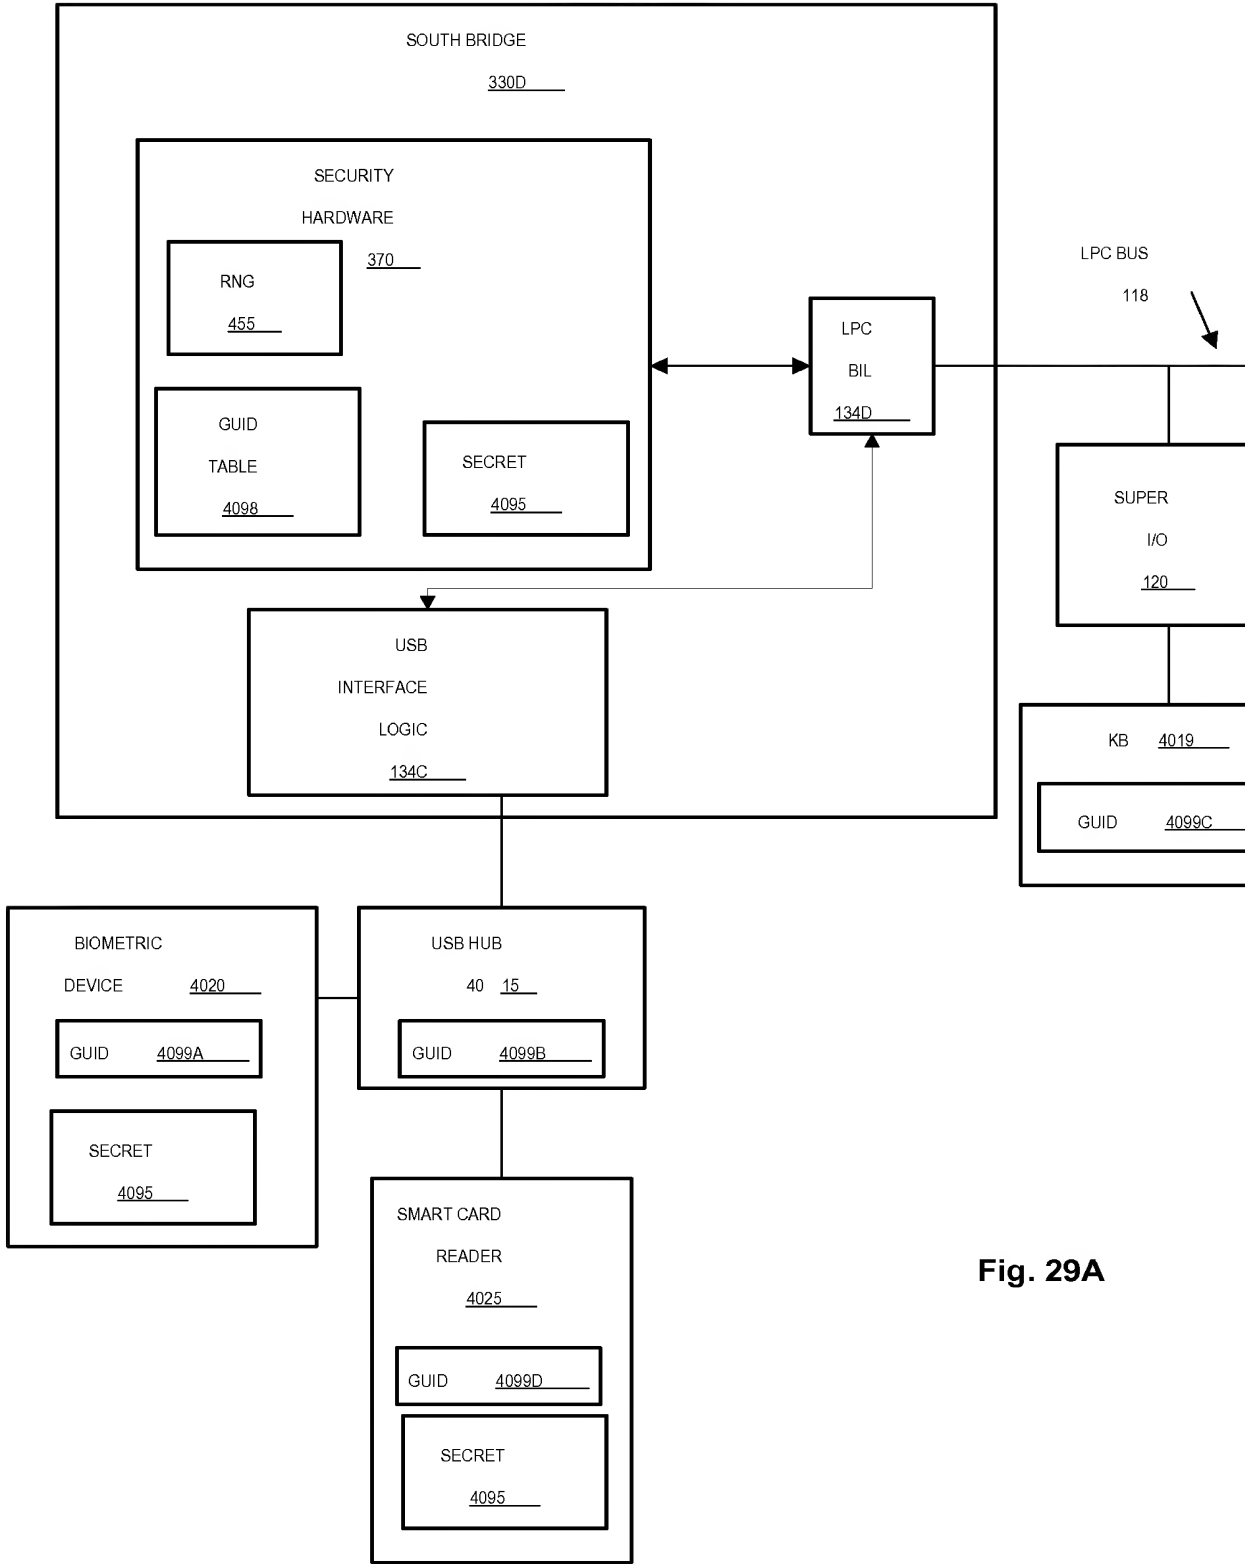 SOUTH BRIDGE
330D
SECURITY
HARDWARE
370
RNG
455
GUID
TABLE
4098
SECRET
4095
LPC
BIL
134D
LPC BUS
118
SUPER
I/O
120
KB 4019
GUID 4099C
USB
INTERFACE
LOGIC
134C
BIOMETRIC
DEVICE 4020
GUID 4099A
SECRET
4095
USB HUB
40 15
GUID 4099B
SMART CARD
READER
4025
GUID 4099D
SECRET
4095
Fig. 29A